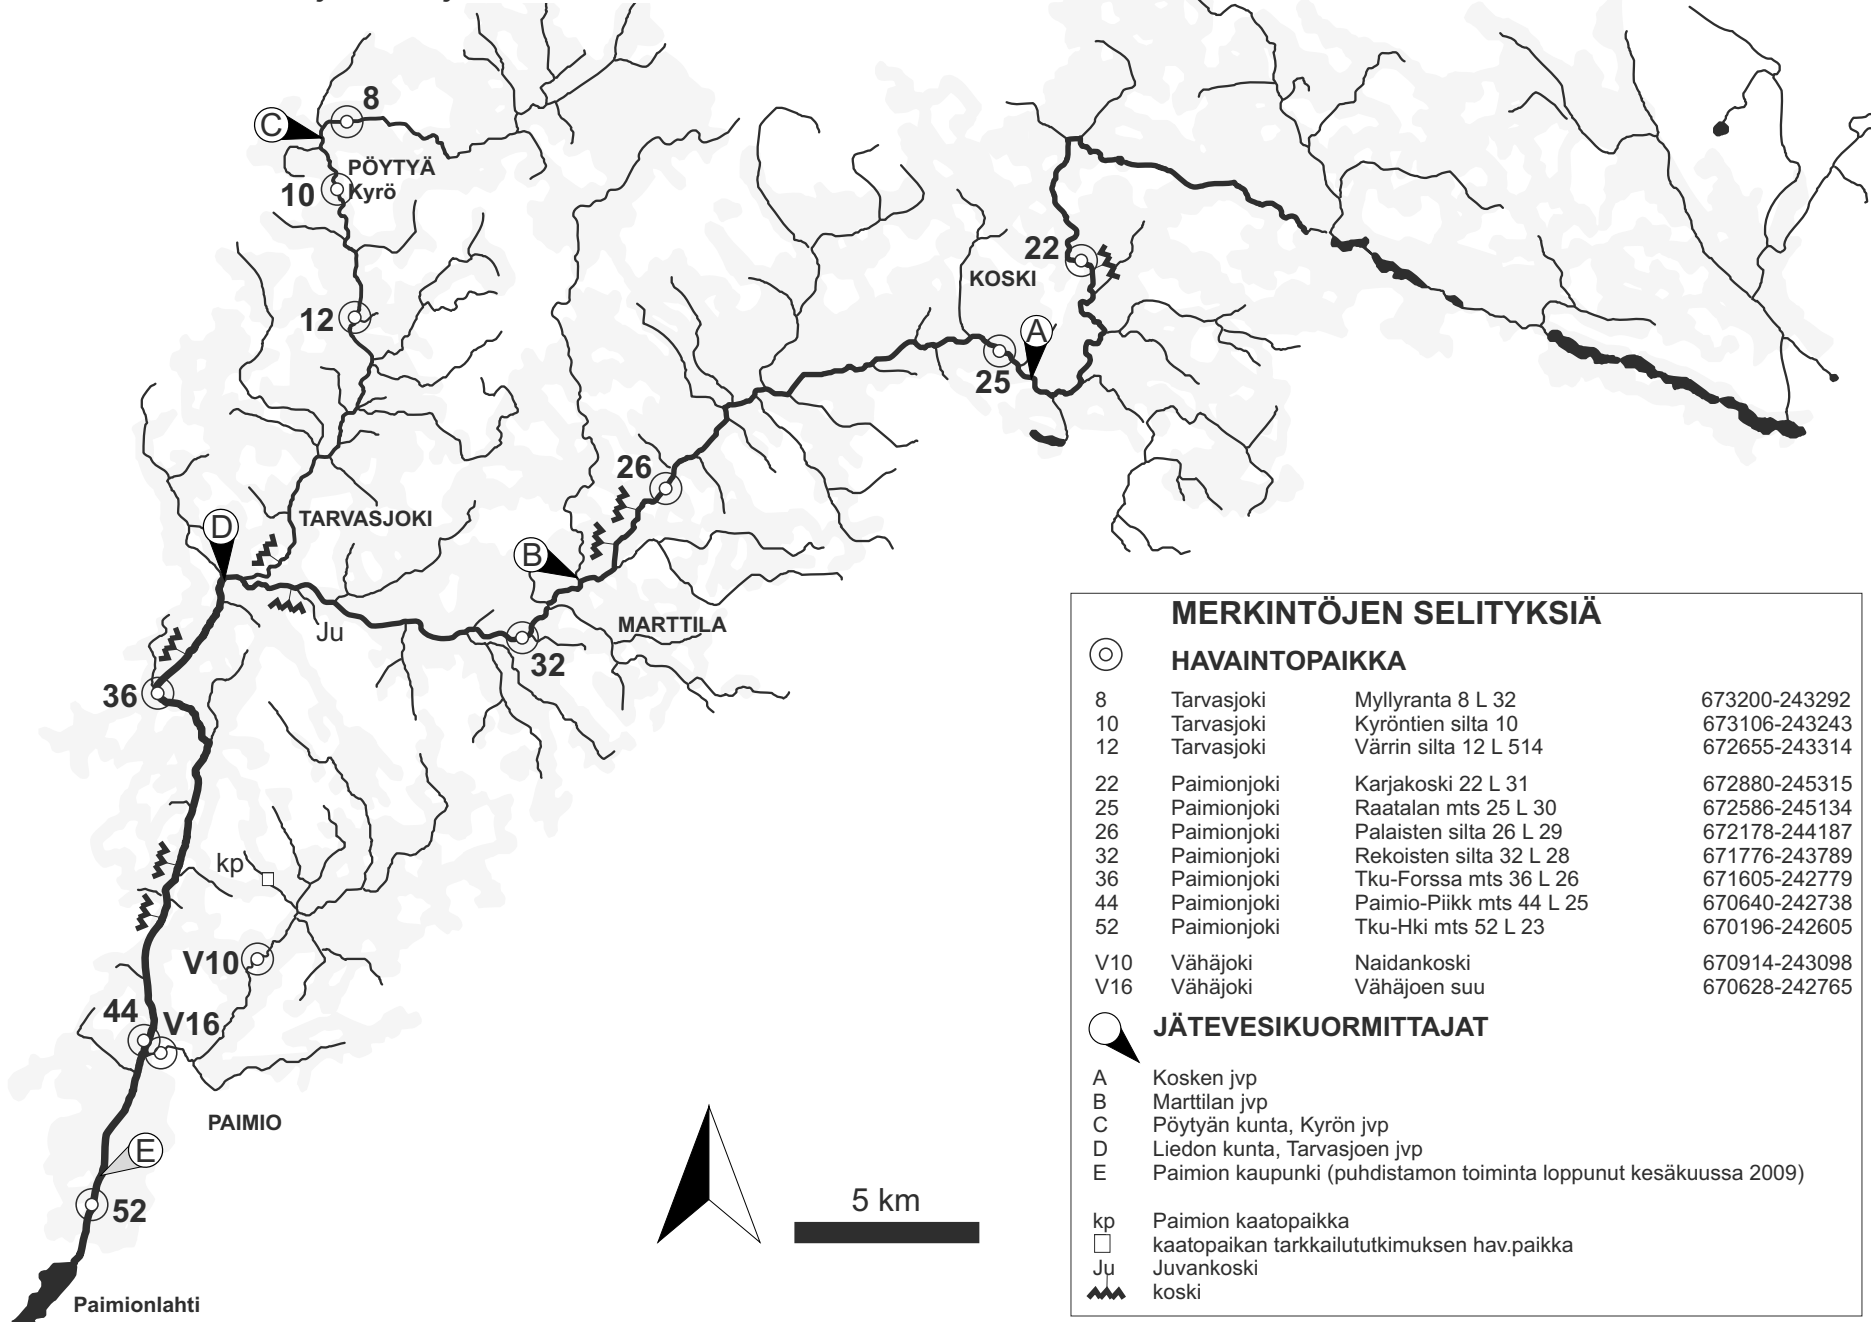 8
C
PÖYTYÄ
10 Kyrö
22
KOSKI
12
A
25
26
D
TARVASJOKI
B
MARTTILA
Ju
32
36
kp
V10
44
V16
PAIMIO
E
52
5 km
Paimionlahti
MERKINTÖJEN SELITYKSIÄ
HAVAINTOPAIKKA
8 Tarvasjoki Myllyranta 8 L 32 673200-243292
10 Tarvasjoki Kyröntien silta 10 673106-243243
12 Tarvasjoki Värrin silta 12 L 514 672655-243314
22 Paimionjoki Karjakoski 22 L 31 672880-245315
25 Paimionjoki Raatalan mts 25 L 30 672586-245134
26 Paimionjoki Palaisten silta 26 L 29 672178-244187
32 Paimionjoki Rekoisten silta 32 L 28 671776-243789
36 Paimionjoki Tku-Forssa mts 36 L 26 671605-242779
44 Paimionjoki Paimio-Piikk mts 44 L 25 670640-242738
52 Paimionjoki Tku-Hki mts 52 L 23 670196-242605
V10 Vähäjoki Naidankoski 670914-243098
V16 Vähäjoki Vähäjoen suu 670628-242765
JÄTEVESIKUORMITTAJAT
A Kosken jvp
B Marttilan jvp
C Pöytyän kunta, Kyrön jvp
D Liedon kunta, Tarvasjoen jvp
E Paimion kaupunki (puhdistamon toiminta loppunut kesäkuussa 2009)
kp Paimion kaatopaikka
kaatopaikan tarkkailututkimuksen hav.paikka
Ju Juvankoski
koski